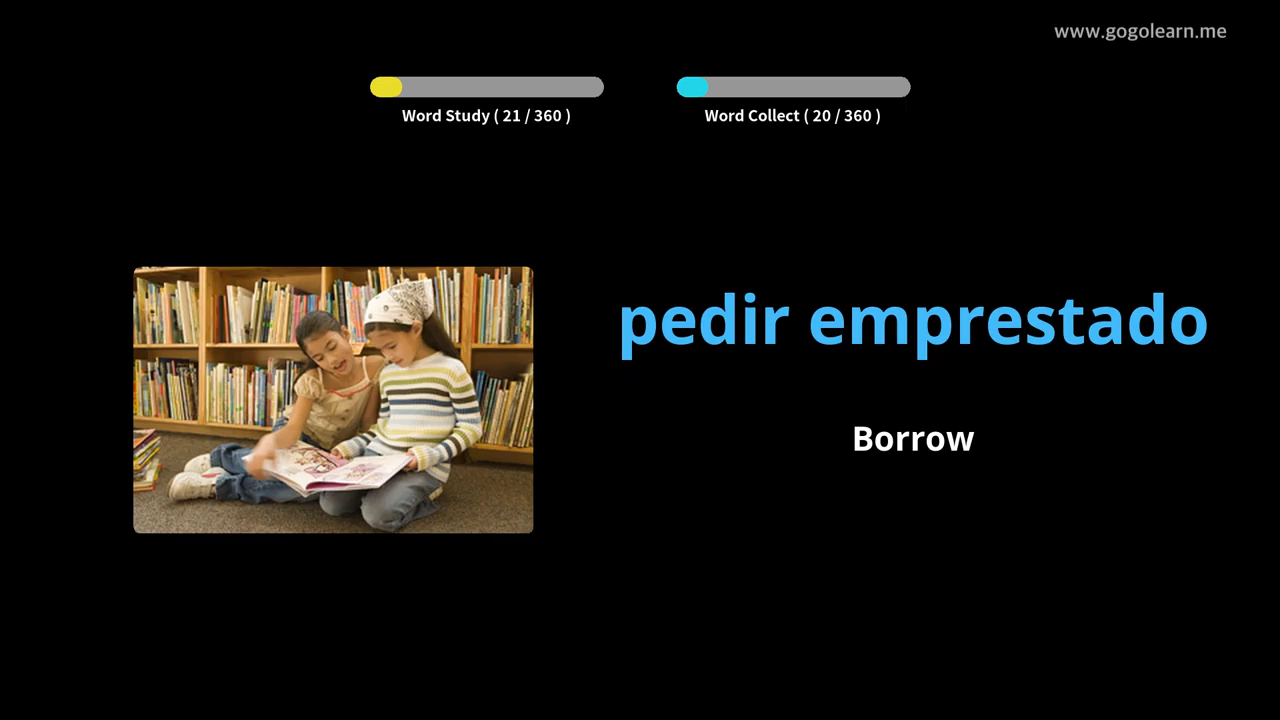 www.gogolearn.me
Word Study ( 21 / 360 )
Word Collect ( 20 / 360 )
pedir emprestado
Borrow